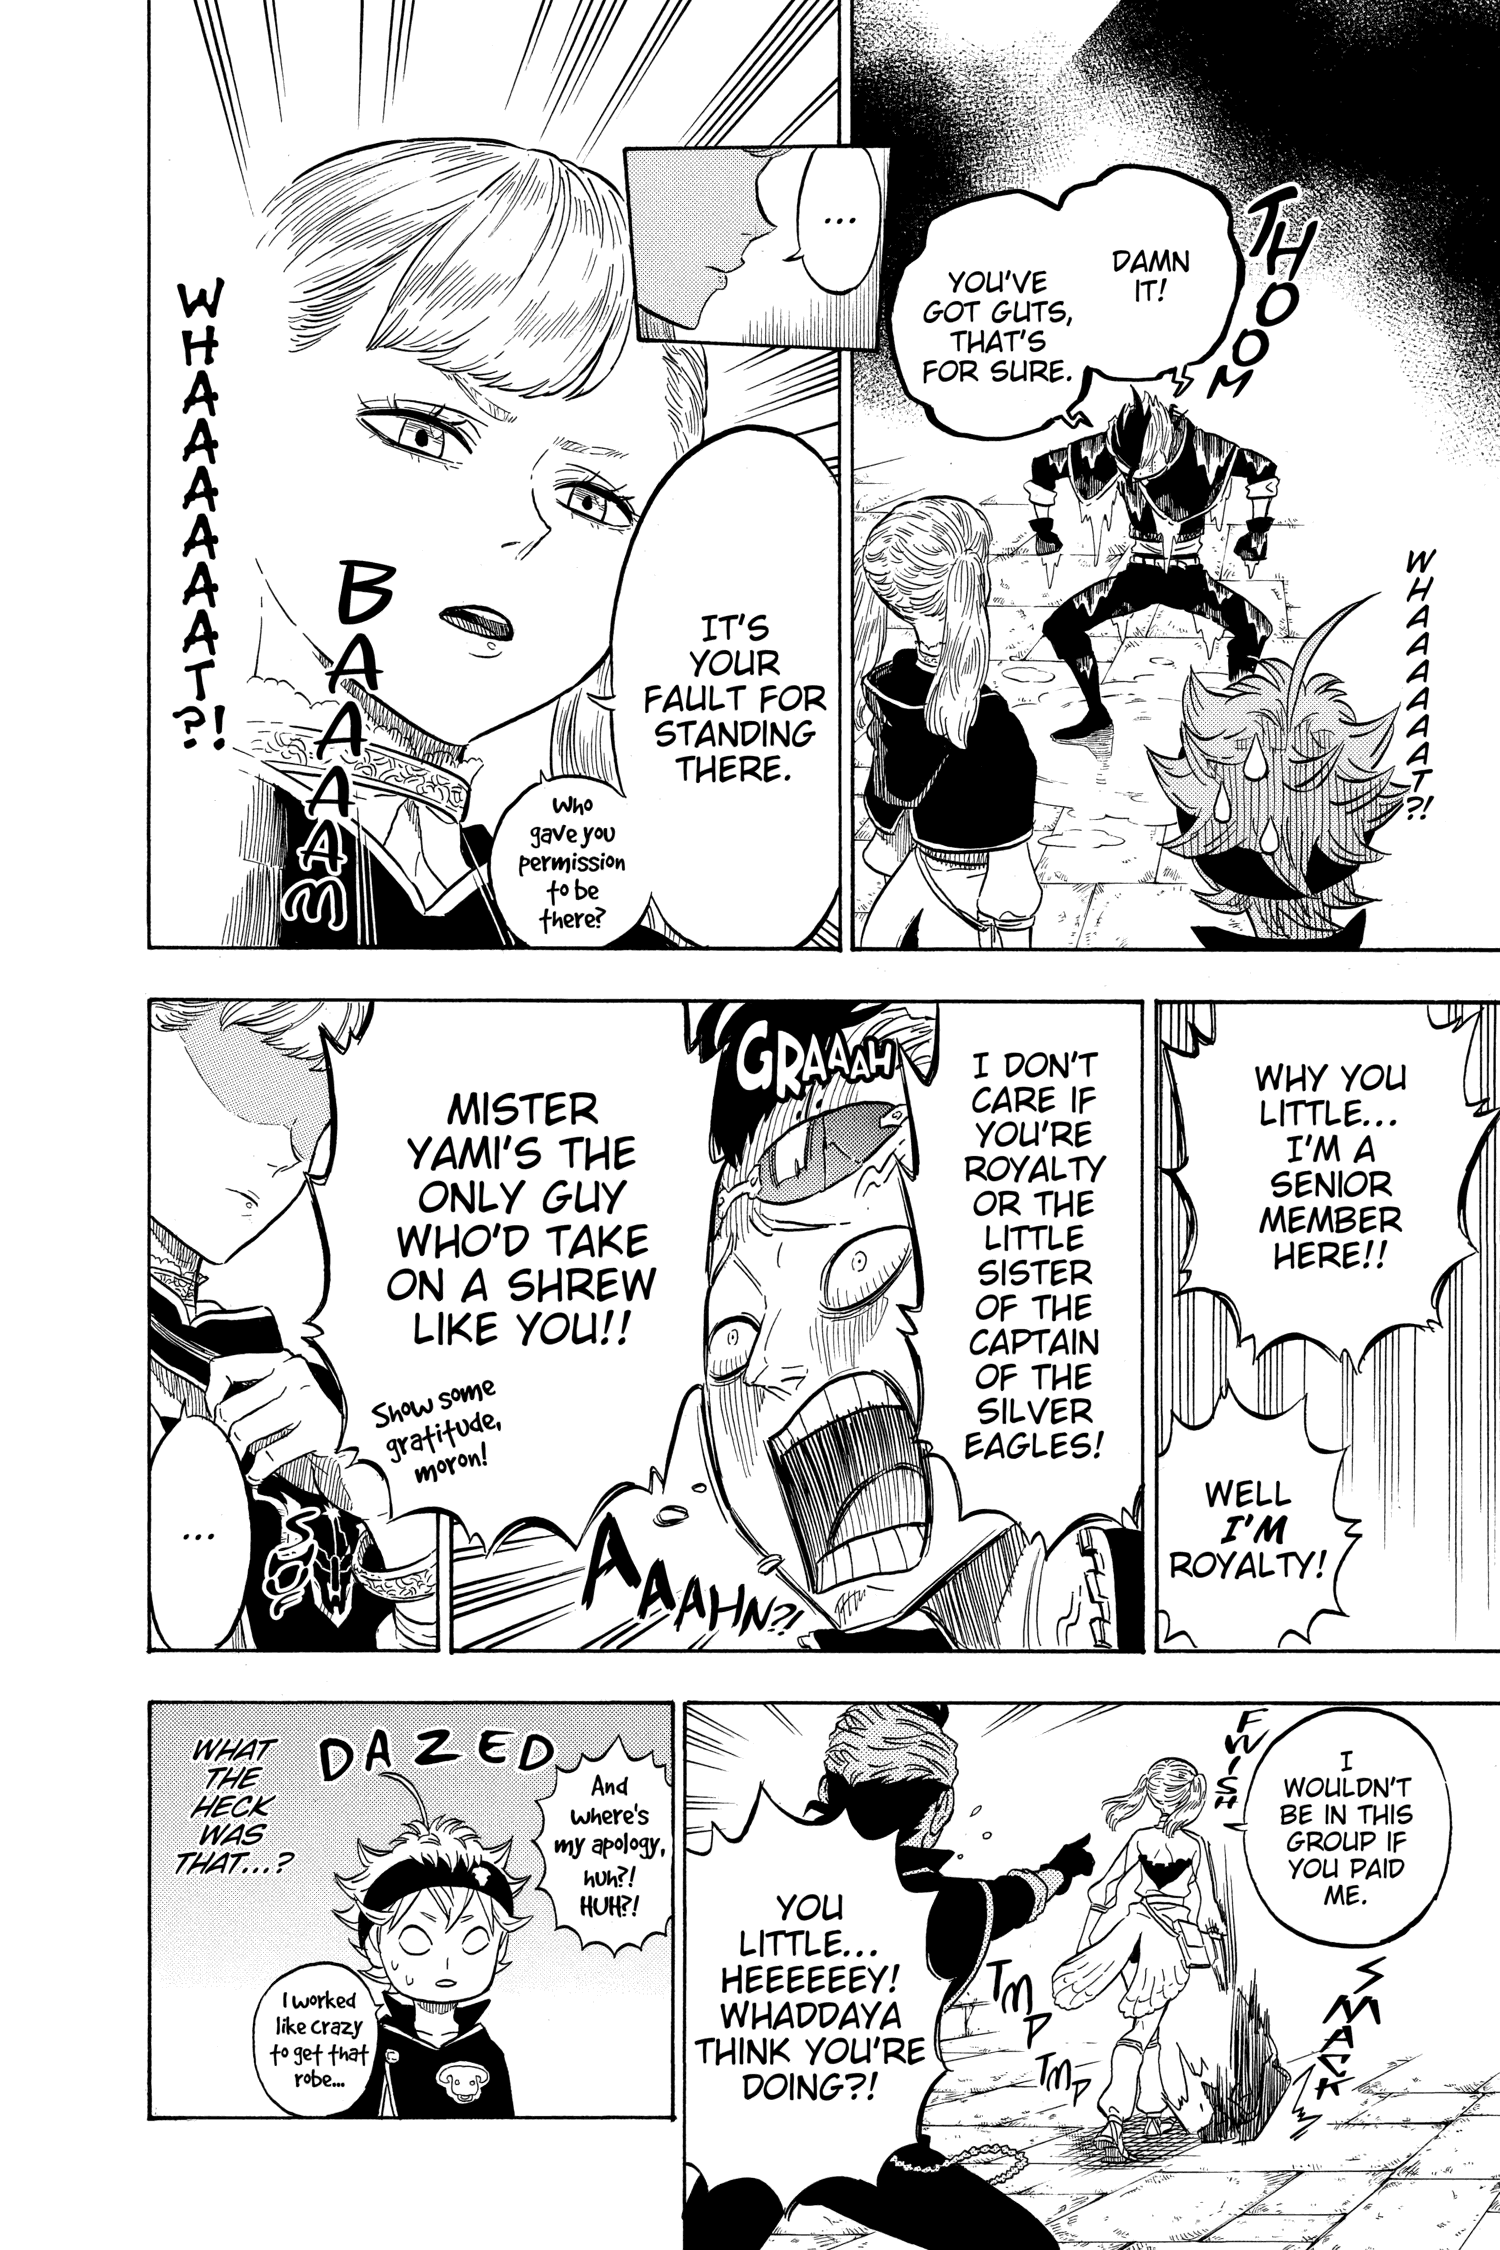 THOOM
DAMN
IT!
YOU'VE
GOT GUTS,
THAT'S
FOR SURE.
WHAAAAAAT?!
...
IT'S
YOUR
FAULT FOR
STANDING
THERE.
Who
gave you
permission
to be
there?
BAAAAM
WHAAAAAAAT?!
WHY YOU
LITTLE...
I'M A
SENIOR
MEMBER
HERE!!
WELL
I'M
ROYALTY!
I DON'T
CARE IF
YOU'RE
ROYALTY
OR THE
LITTLE
SISTER
OF THE
CAPTAIN
OF THE
SILVER
EAGLES!
GRAAAAH
AAAAHN?!
MISTER
YAMI'S THE
ONLY GUY
WHO'D TAKE
ON A SHREW
LIKE YOU!!
Show some
gratitude,
moron!
...
I
WOULDN'T
BE IN THIS
GROUP IF
YOU PAID
ME.
FWISH
SMACK
TMP
TMP
YOU
LITTLE...
HEEEEEEY!
WHADDAYA
THINK YOU'RE
DOING?!
And
where's
my apology,
huh?!
HUH?!
DAZED
WHAT
THE
HECK
WAS
THAT...?
I worked
like crazy
to get that
robe...